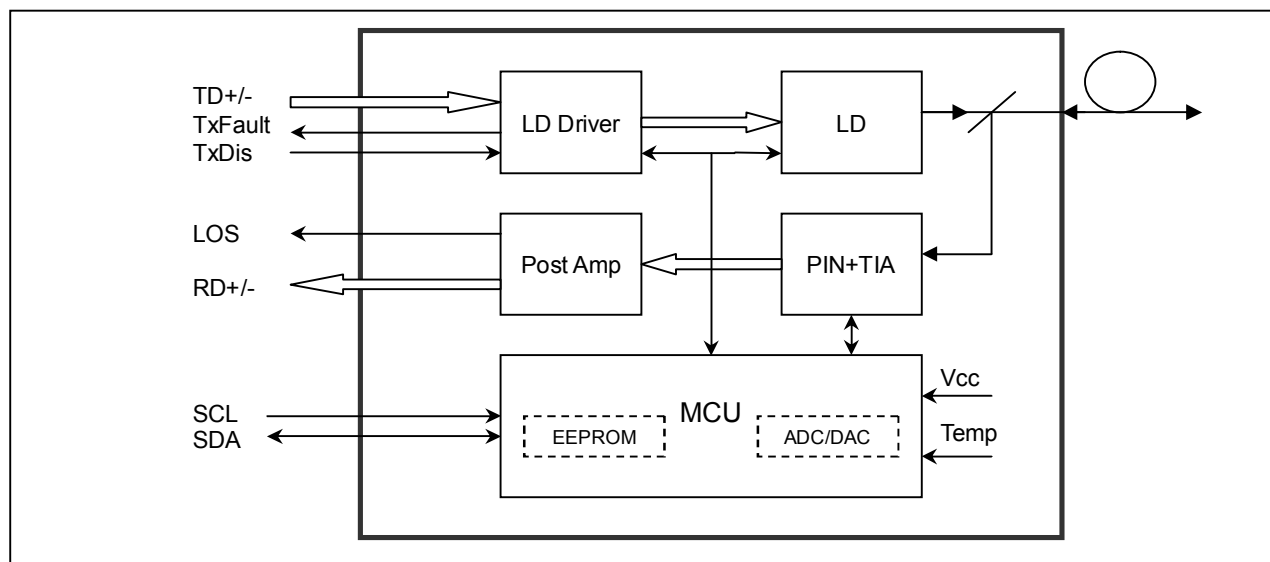 TD+/-
TxFault
TxDis
LD Driver
LD
LOS
RD+/-
Post Amp
PIN+TIA
SCL
SDA
MCU
EEPROM
ADC/DAC
Vcc
Temp